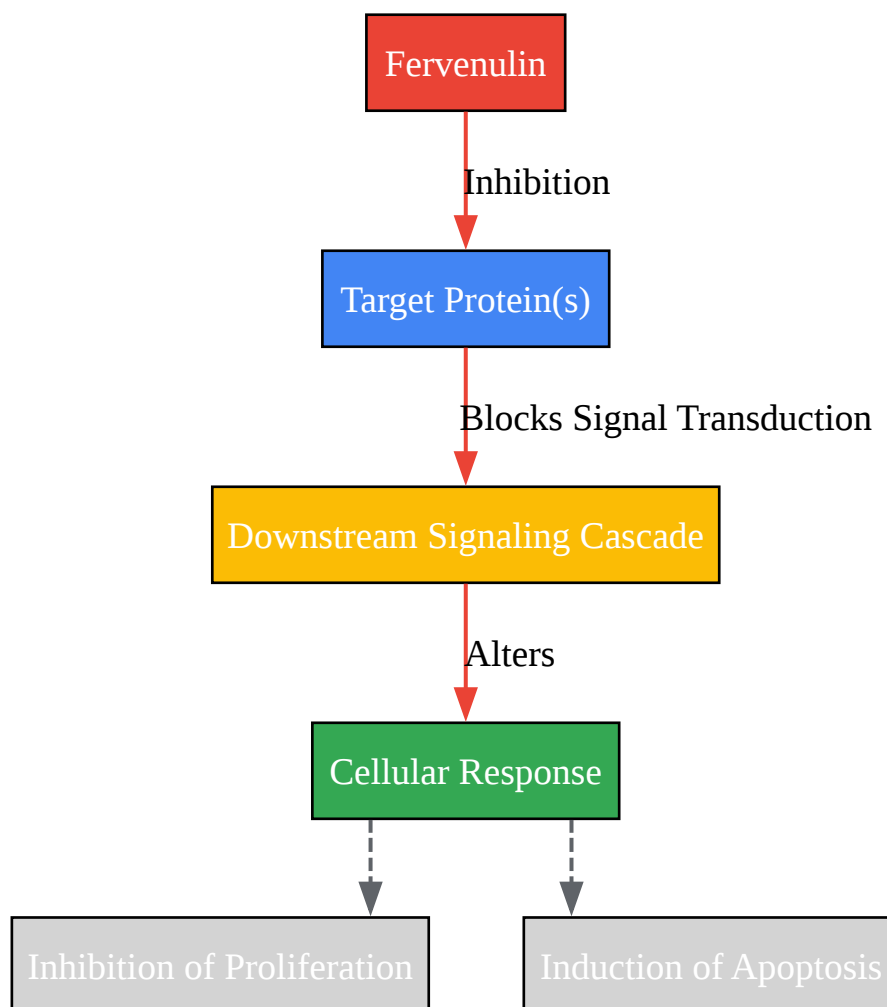 Fervenulin
Inhibition
Target Protein(s)
Blocks Signal Transduction
Downstream Signaling Cascade
Alters
Cellular Response
Inhibition of Proliferation
Induction of Apoptosis